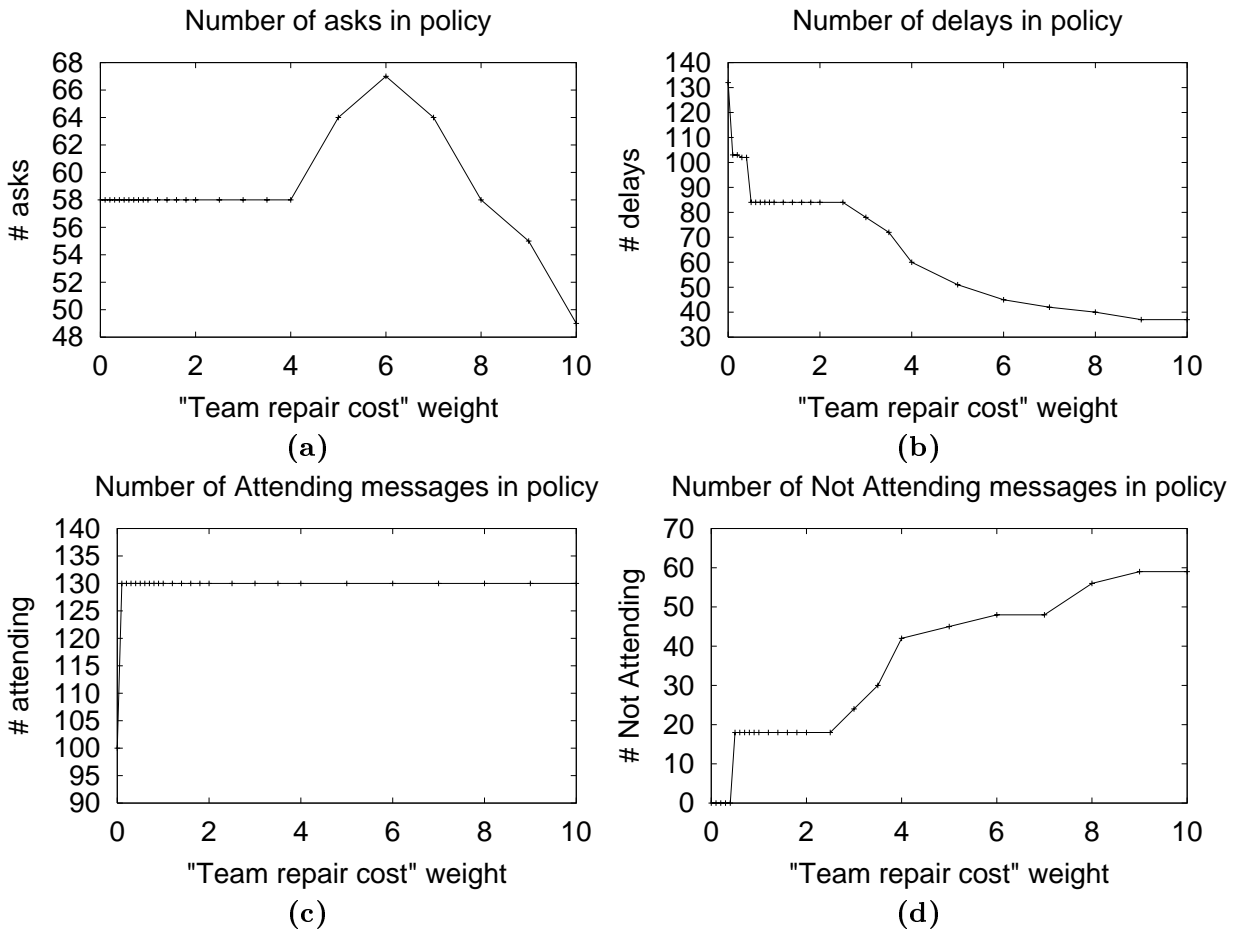 Number of asks in policy
68
66
64
62
60
58
56
54
52
50
48
# asks
0 2 4 6 8 10
"Team repair cost" weight
(a)
Number of delays in policy
140
130
120
110
100
90
80
70
60
50
40
30
# delays
0 2 4 6 8 10
"Team repair cost" weight
(b)
Number of Attending messages in policy
140
135
130
125
120
115
110
105
100
95
90
# attending
0 2 4 6 8 10
"Team repair cost" weight
(c)
Number of Not Attending messages in policy
70
60
50
40
30
20
10
0
# Not Attending
0 2 4 6 8 10
"Team repair cost" weight
(d)